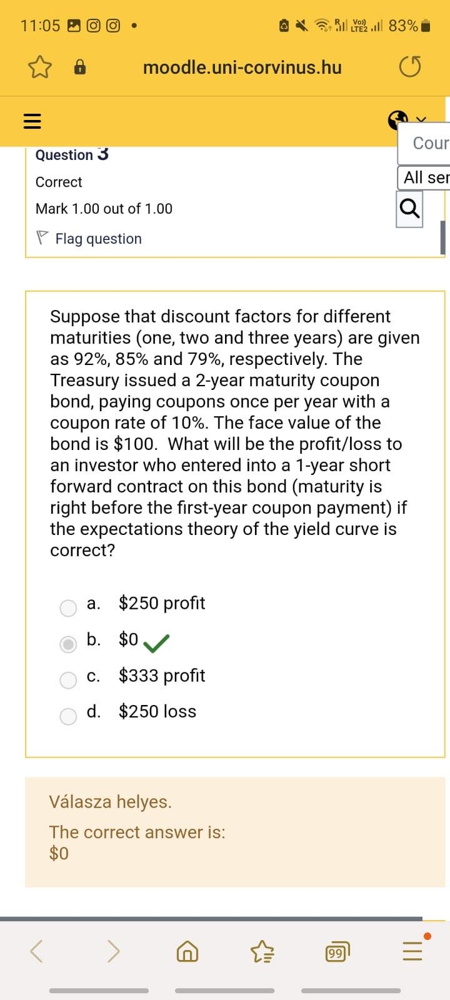 11:05
R
Vo)
LTE2
83%
moodle.uni-corvinus.hu
Question 3
Cour
Correct
All ser
Mark 1.00 out of 1.00
Flag question
Suppose that discount factors for different
maturities (one, two and three years) are given
as 92%, 85% and 79%, respectively. The
Treasury issued a 2-year maturity coupon
bond, paying coupons once per year with a
coupon rate of 10%. The face value of the
bond is $100.  What will be the profit/loss to
an investor who entered into a 1-year short
forward contract on this bond (maturity is
right before the first-year coupon payment) if
the expectations theory of the yield curve is
correct?
a. $250 profit
b. $0
c. $333 profit
d. $250 loss
Válasza helyes.
The correct answer is:
$0
99